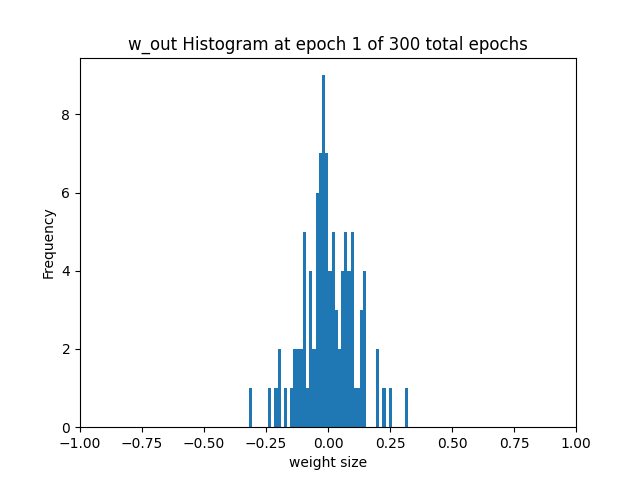 w_out Histogram at epoch 1 of 300 total epochs
Frequency
8
6
4
2
0
−1.00 −0.75 −0.50 −0.25 0.00 0.25 0.50 0.75 1.00
weight size